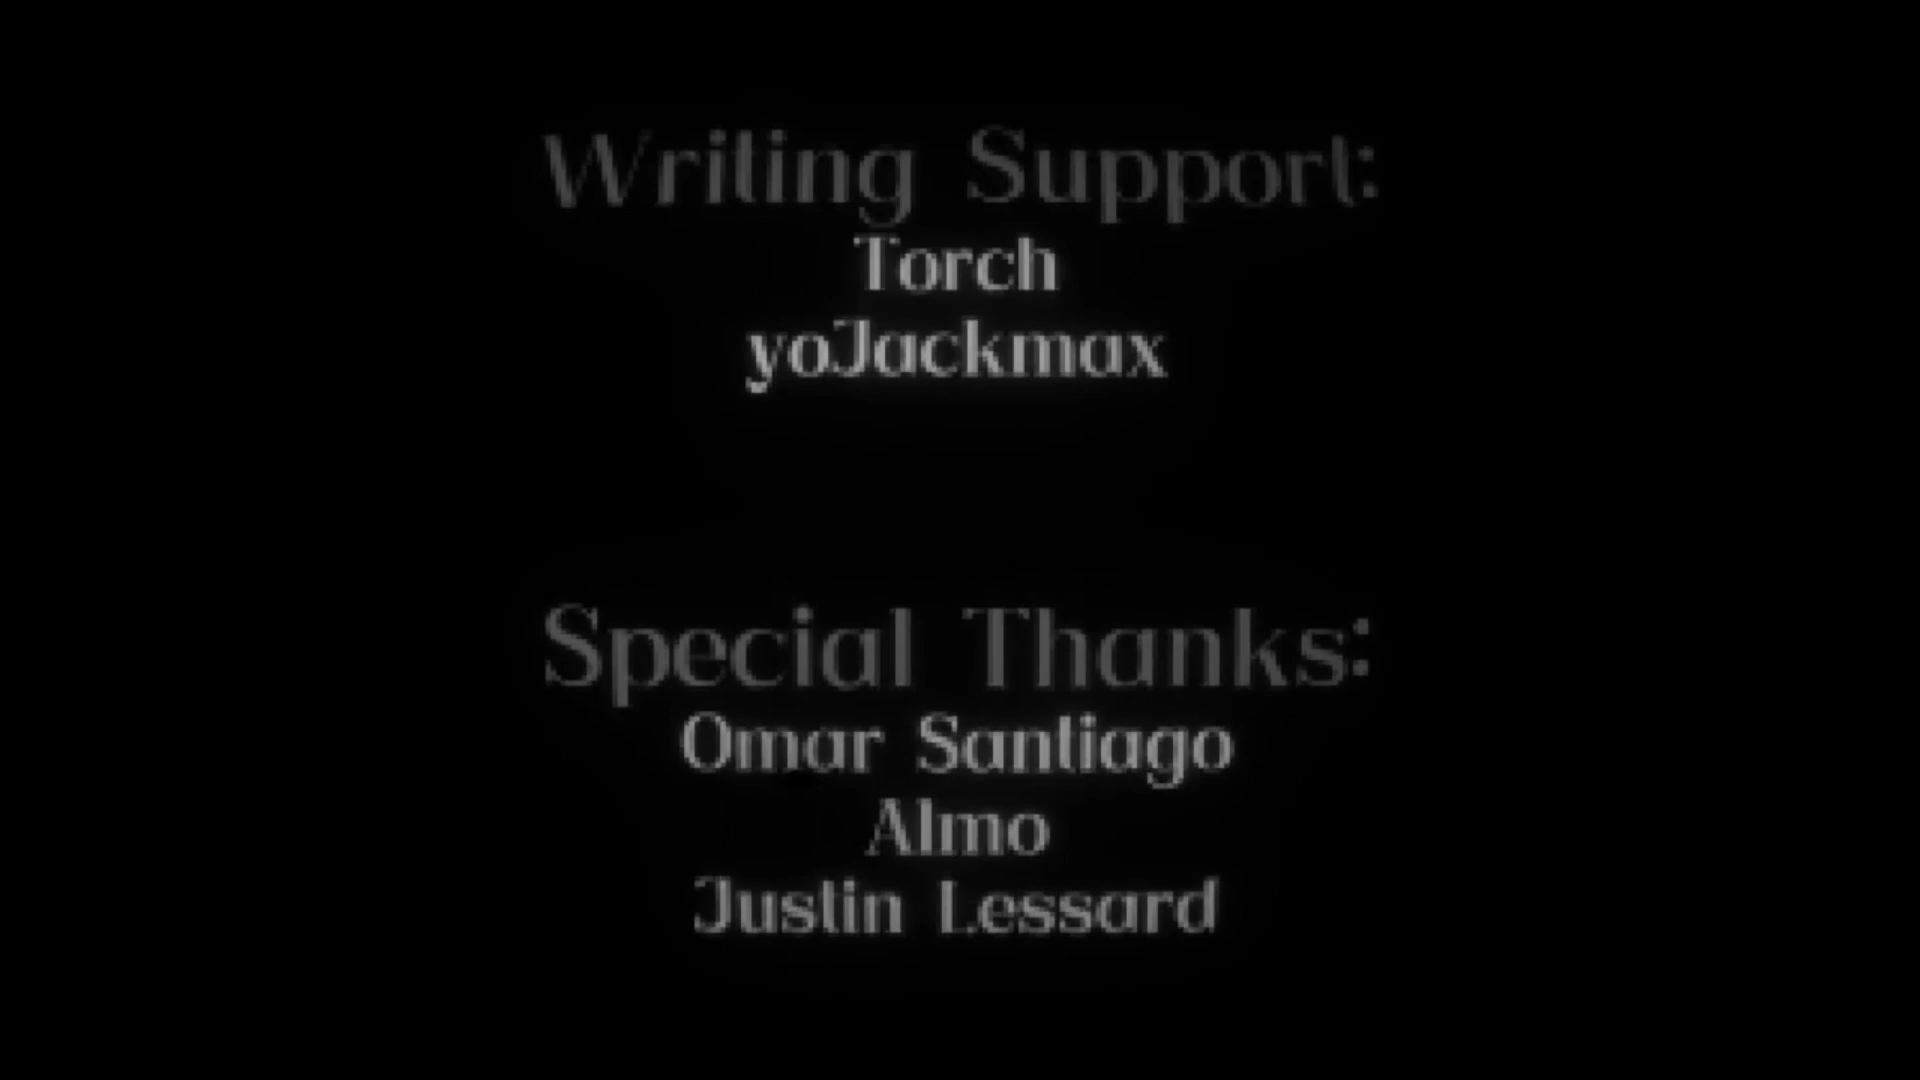 Writing Support:
Torch
yoJackmax
Special Thanks:
Omar Santiago
Almo
Justin Lessard